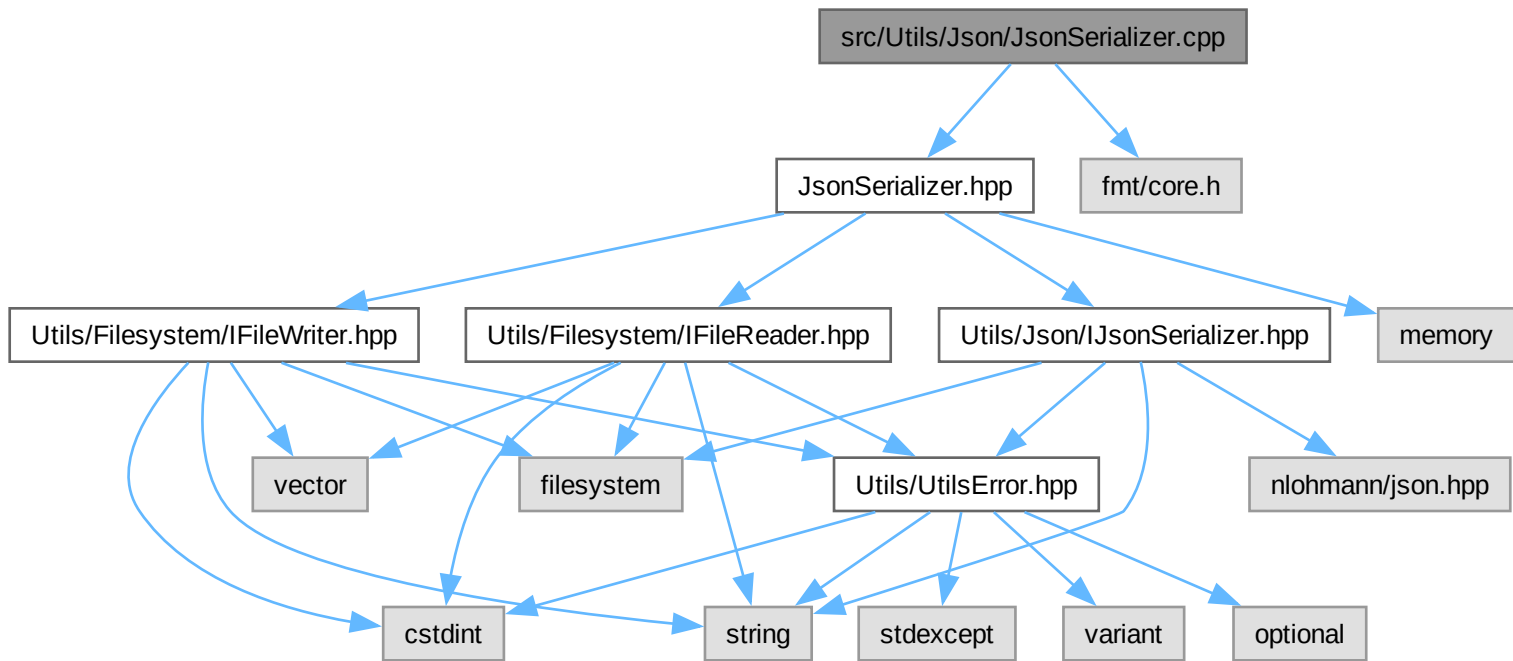 src/Utils/Json/JsonSerializer.cpp
JsonSerializer.hpp
fmt/core.h
Utils/Filesystem/IFileWriter.hpp
Utils/Filesystem/IFileReader.hpp
Utils/Json/IJsonSerializer.hpp
memory
vector
filesystem
Utils/UtilsError.hpp
nlohmann/json.hpp
cstdint
string
stdexcept
variant
optional